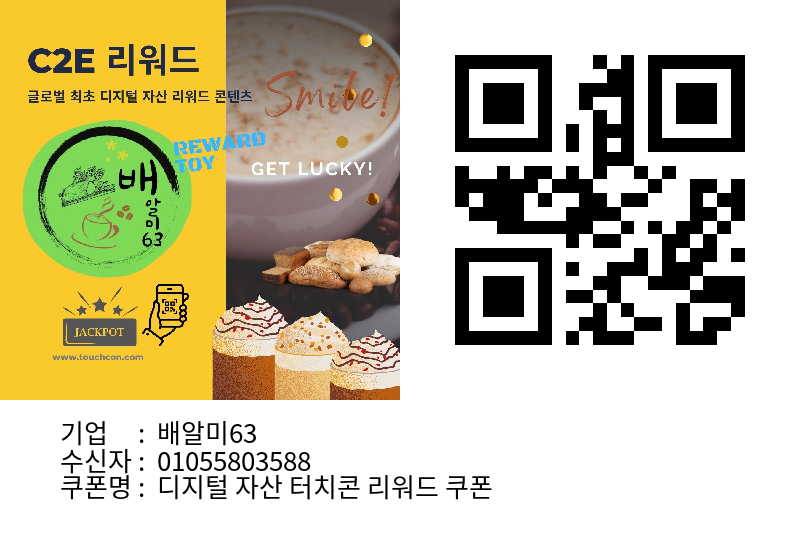 C2E 리워드
글로벌 최초 디지털 자산 리워드 콘텐츠
Smile!
REWARD
TOY
GET LUCKY!
배
알
미
63
JACKPOT
www.touchcon.com
기업 : 배알미63
수신자 : 01055803588
쿠폰명 : 디지털 자산 터치콘 리워드 쿠폰